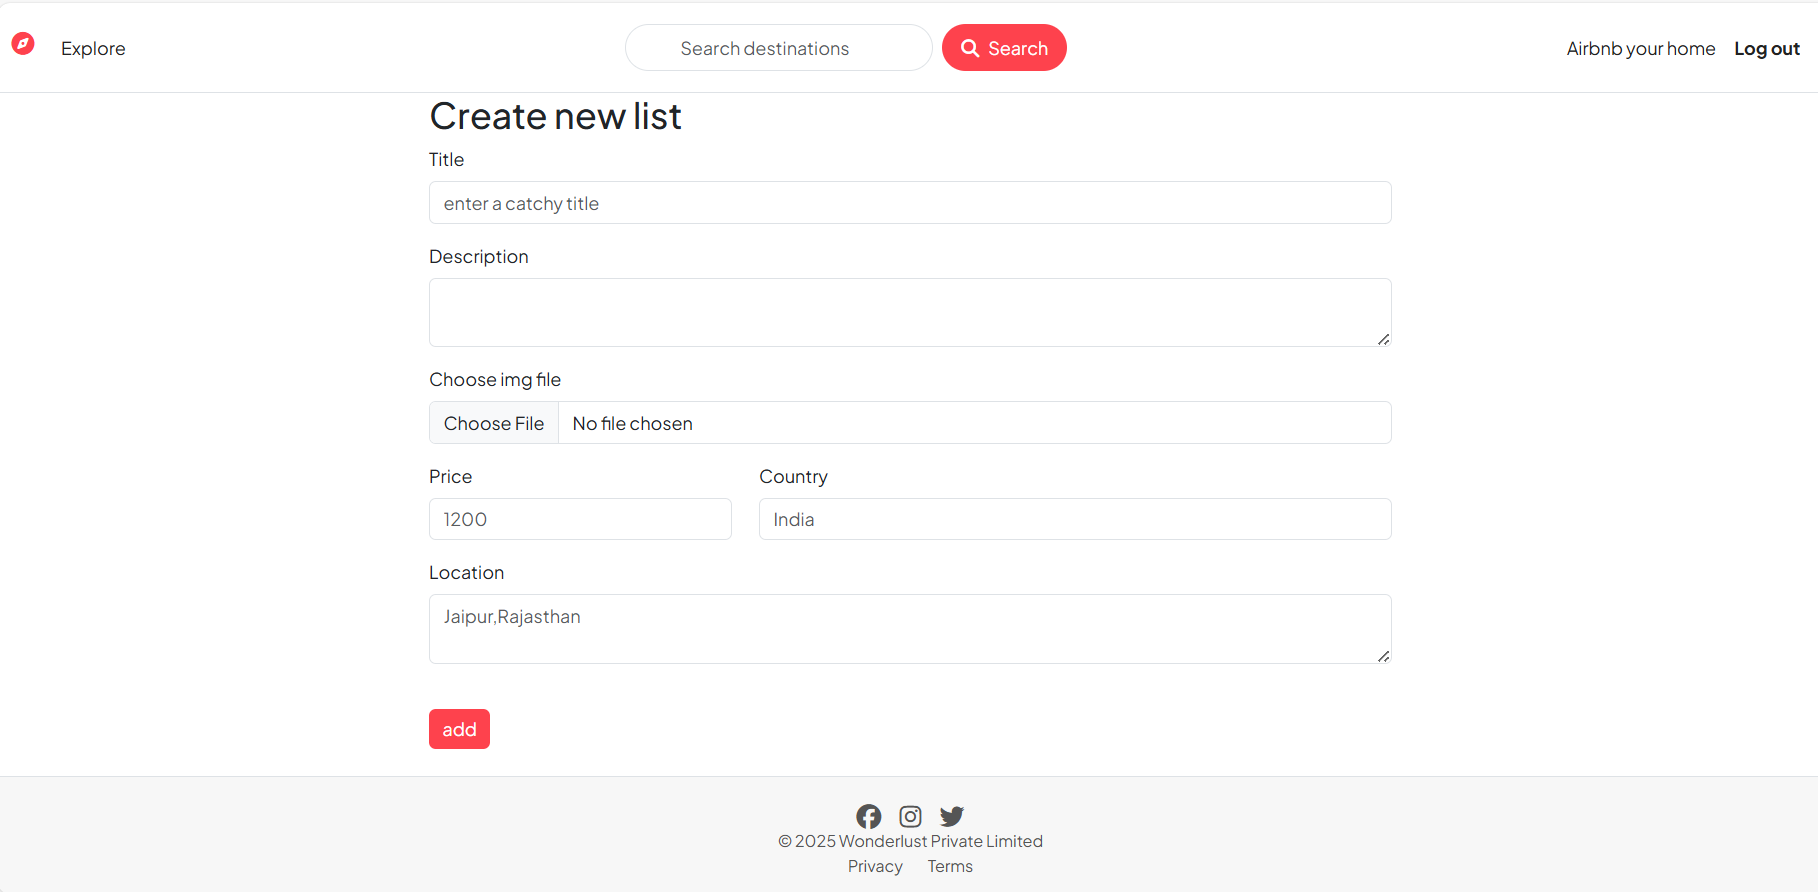 Explore
Search destinations
Search
Airbnb your home
Log out
Create new list
Title
enter a catchy title
Description
Choose img file
Choose File
No file chosen
Price
Country
1200
India
Location
Jaipur,Rajasthan
add
© 2025 Wonderlust Private Limited
Privacy
Terms